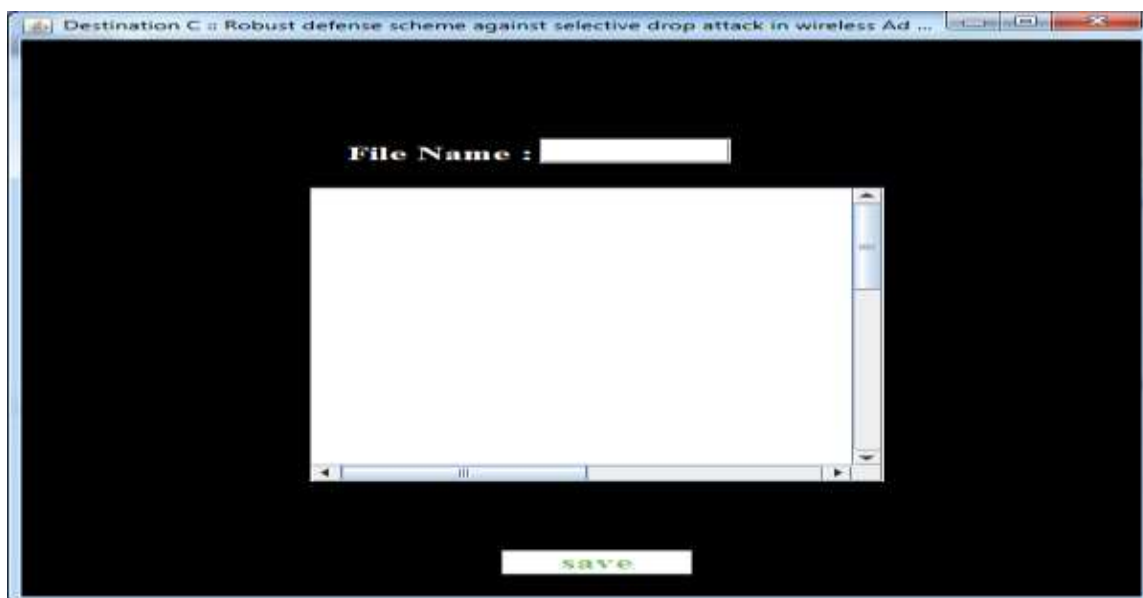 Destination C :: Robust defense scheme against selective drop attack in wireless Ad ...
File Name :
save